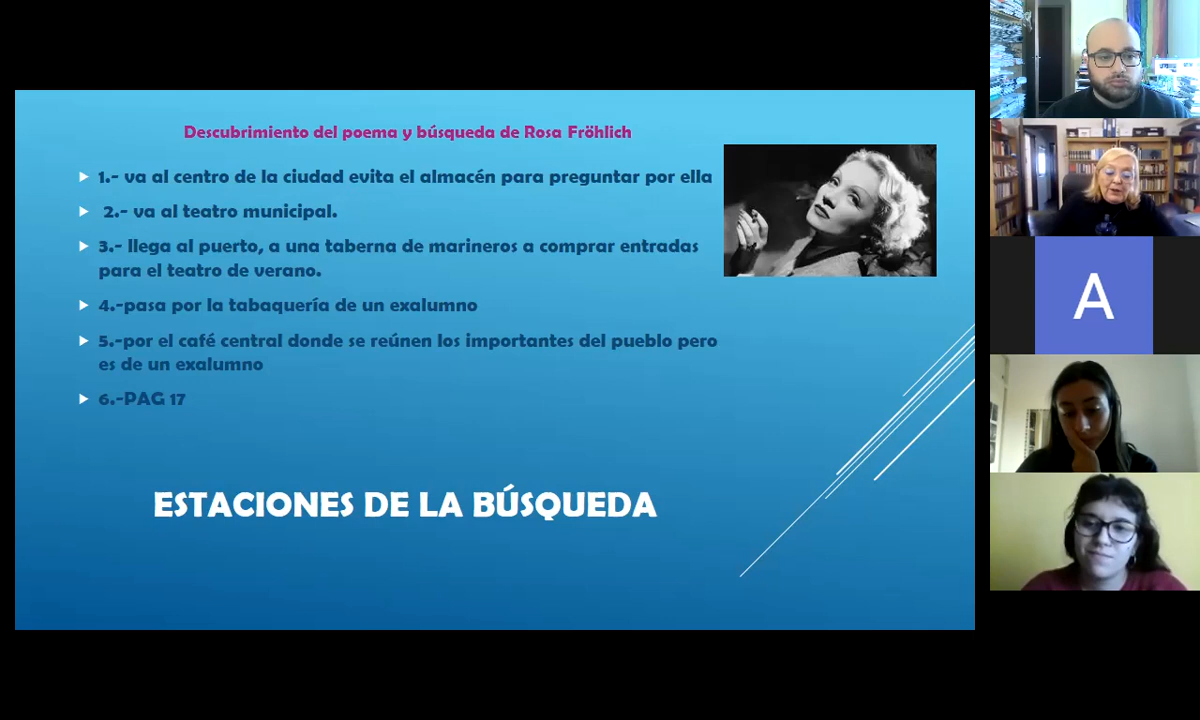 Descubrimiento del poema y búsqueda de Rosa Fröhlich
1.- va al centro de la ciudad evita el almacén para preguntar por ella
2.- va al teatro municipal.
3.- llega al puerto, a una taberna de marineros a comprar entradas
para el teatro de verano.
4.-pasa por la tabaquería de un exalumno
5.-por el café central donde se reúnen los importantes del pueblo pero
es de un exalumno
6.-PAG 17
ESTACIONES DE LA BÚSQUEDA
A